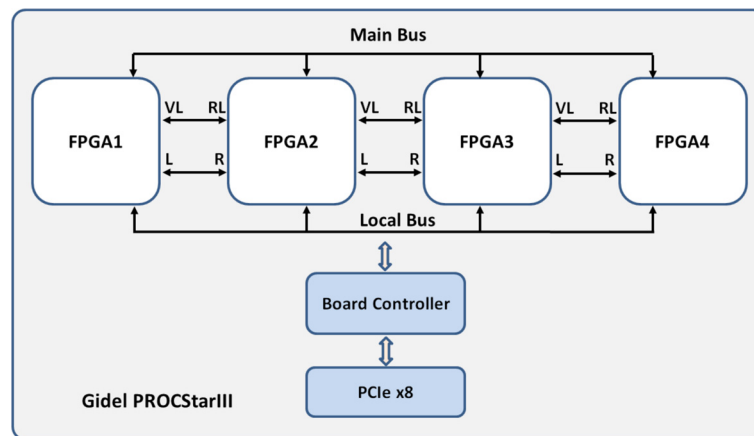 Main Bus
VL RL VL RL VL RL
FPGA1 FPGA2 FPGA3 FPGA4
L R L R L R
Local Bus
Board Controller
PCIe x8
Gidel PROCStarIII